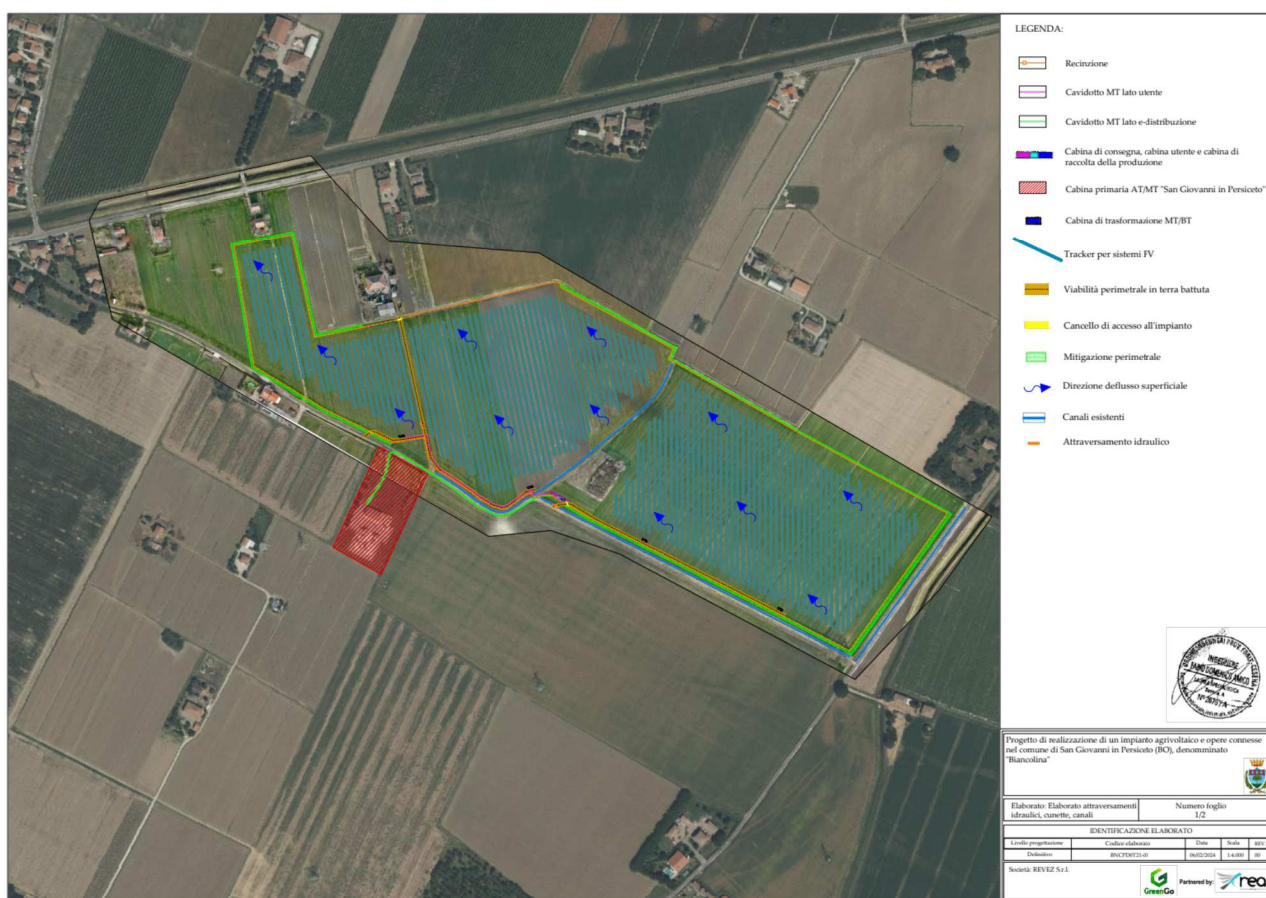 LEGENDA:
Recinzione
Cavidotto MT lato utente
Cavidotto MT lato e-distribuzione
Cabina di consegna, cabina utente e cabina di
raccolta della produzione
Cabina primaria AT/MT "San Giovanni in Persiceto"
Cabina di trasformazione MT/BT
Tracker per sistemi FV
Viabilità perimetrale in terra battuta
Cancello di accesso all'impianto
Mitigazione perimetrale
Direzione deflusso superficiale
Canali esistenti
Attraversamento idraulico
INGEGNERE
Progetto di realizzazione di un impianto agrivoltaico e opere connesse
nel comune di San Giovanni in Persiceto (BO), denomminato
"Biancolina"
Elaborato: Elaborato attraversamenti
idraulici, cunette, canali
Numero foglio
1/2
IDENTIFICAZIONE ELABORATO
Livello progettazione Codice elaborato Date Scala REV.
Definitivo 06/02/2024 1:4.000 00
Società: REVEZ S.r.l.
GreenGo
Partnered by: